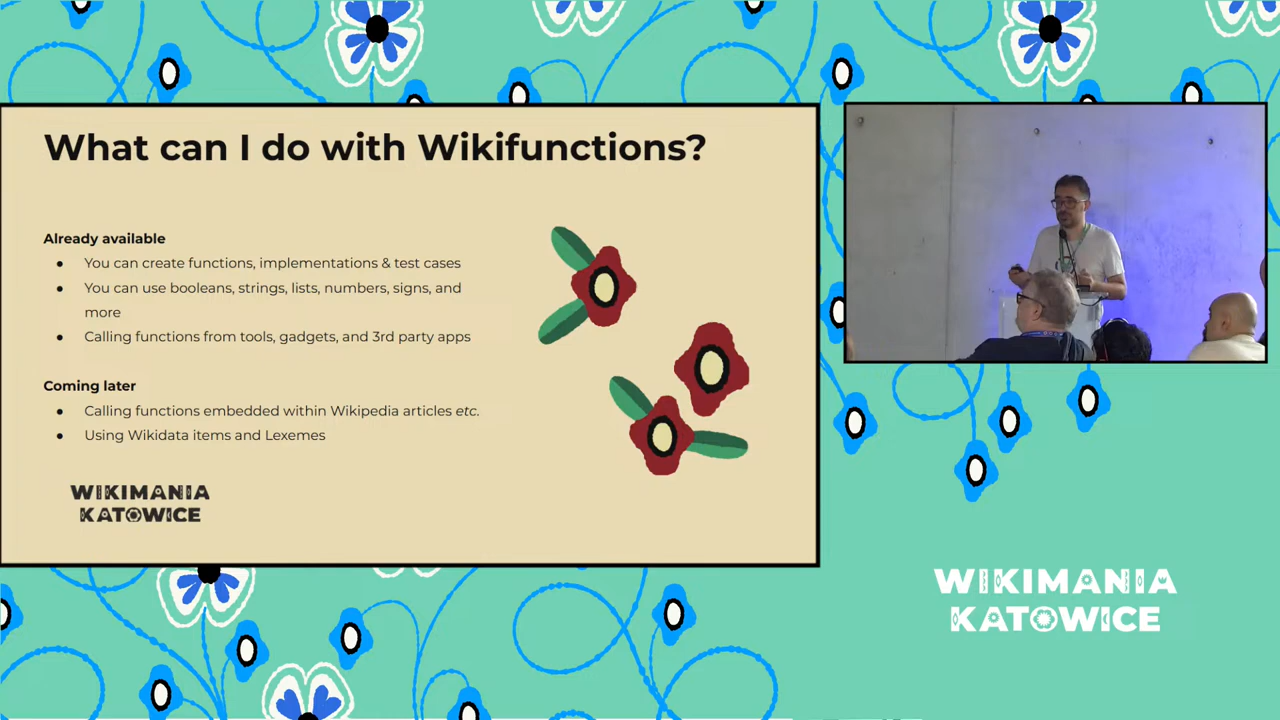 What can I do with Wikifunctions?
Already available
● You can create functions, implementations & test cases
● You can use booleans, strings, lists, numbers, signs, and
more
● Calling functions from tools, gadgets, and 3rd party apps
Coming later
● Calling functions embedded within Wikipedia articles etc.
● Using Wikidata items and Lexemes
WIKIMANIA
KATOWICE
WIKIMANIA
KATOWICE